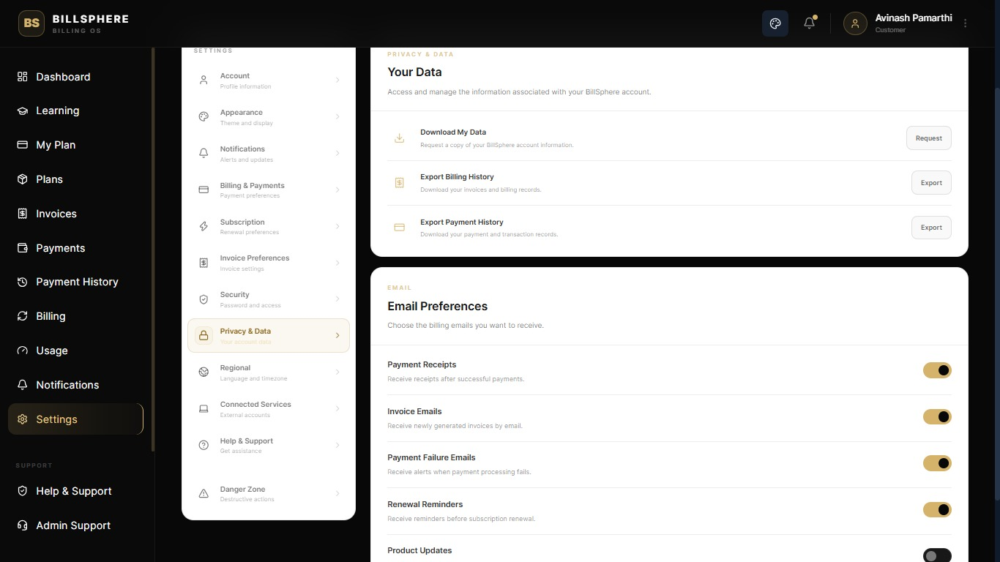 BS
BILLSPHERE
BILLING OS
Avinash Pamarthi
Customer
Dashboard
Learning
My Plan
Plans
Invoices
Payments
Payment History
Billing
Usage
Notifications
Settings
SUPPORT
Help & Support
Admin Support
SETTINGS
Account
Profile information
Appearance
Theme and display
Notifications
Alerts and updates
Billing & Payments
Payment preferences
Subscription
Renewal preferences
Invoice Preferences
Invoice settings
Security
Password and access
Privacy & Data
Your account data
Regional
Language and timezone
Connected Services
External accounts
Help & Support
Get assistance
Danger Zone
Destructive actions
PRIVACY & DATA
Your Data
Access and manage the information associated with your BillSphere account.
Download My Data
Request a copy of your BillSphere account information.
Request
Export Billing History
Download your invoices and billing records.
Export
Export Payment History
Download your payment and transaction records.
Export
EMAIL
Email Preferences
Choose the billing emails you want to receive.
Payment Receipts
Receive receipts after successful payments.
Invoice Emails
Receive newly generated invoices by email.
Payment Failure Emails
Receive alerts when payment processing fails.
Renewal Reminders
Receive reminders before subscription renewal.
Product Updates